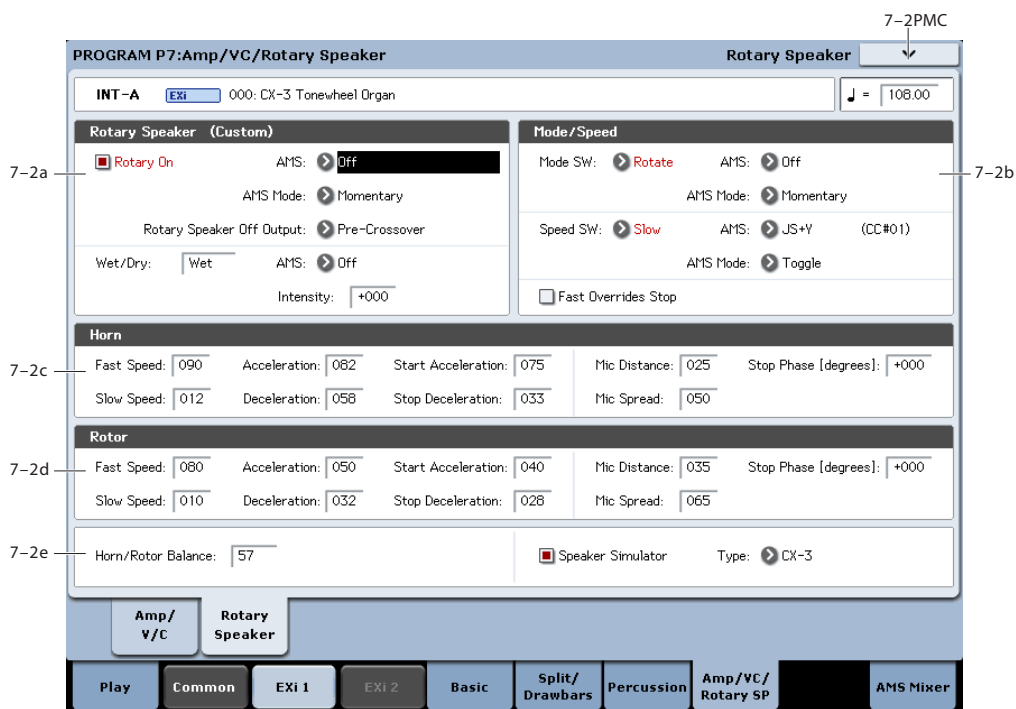 7-2PMC
PROGRAM P7:Amp/VC/Rotary Speaker Rotary Speaker
INT-A EXi 000: CX-3 Tonewheel Organ ♩ = 108.00
Rotary Speaker (Custom) Mode/Speed
7-2a Rotary On AMS: Off Mode SW: Rotate AMS: Off 7-2b
AMS Mode: Momentary AMS Mode: Momentary
Rotary Speaker Off Output: Pre-Crossover Speed SW: Slow AMS: JS+Y (CC#01)
Wet/Dry: Wet AMS: Off AMS Mode: Toggle
Intensity: +000 Fast Overrides Stop
Horn
7-2c Fast Speed: 090 Acceleration: 082 Start Acceleration: 075 Mic Distance: 025 Stop Phase [degrees]: +000
Slow Speed: 012 Deceleration: 058 Stop Deceleration: 033 Mic Spread: 050
Rotor
7-2d Fast Speed: 080 Acceleration: 050 Start Acceleration: 040 Mic Distance: 035 Stop Phase [degrees]: +000
Slow Speed: 010 Deceleration: 032 Stop Deceleration: 028 Mic Spread: 065
7-2e Horn/Rotor Balance: 57 Speaker Simulator Type: CX-3
Amp/ Rotary
V/C Speaker
Play Common EXi 1 EXi 2 Basic Split/ Percussion Amp/VC/ AMS Mixer
Drawbars Rotary SP